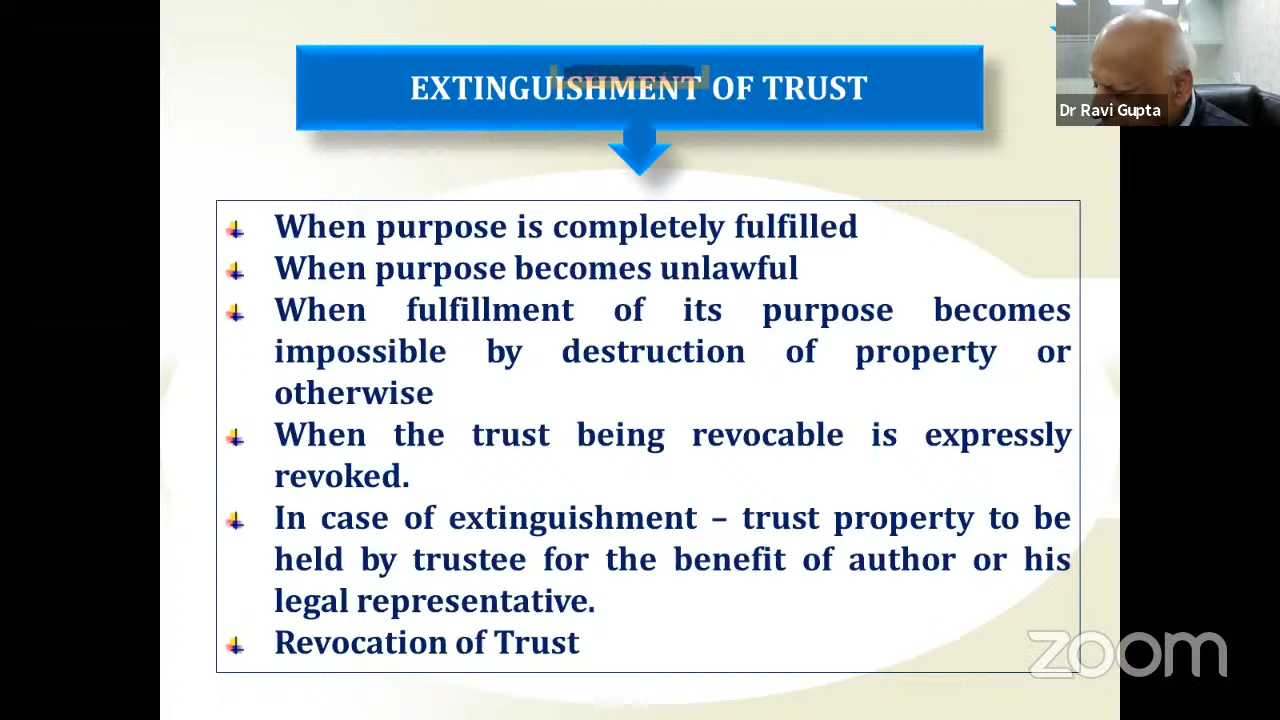 EXTINGUISHMENT OF TRUST
Dr Ravi Gupta
When purpose is completely fulfilled
When purpose becomes unlawful
When fulfillment of its purpose becomes
impossible by destruction of property or
otherwise
When the trust being revocable is expressly
revoked.
In case of extinguishment – trust property to be
held by trustee for the benefit of author or his
legal representative.
Revocation of Trust
zoom